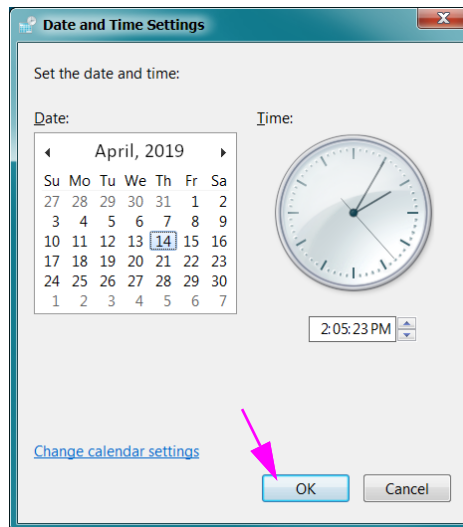 Date and Time Settings
X
Set the date and time:
Date:
Time:
April, 2019
Su Mo Tu We Th Fr Sa
27 28 29 30 31 1 2
3 4 5 6 7 8 9
10 11 12 13 14 15 16
17 18 19 20 21 22 23
24 25 26 27 28 29 30
1 2 3 4 5 6 7
2:05:23 PM
Change calendar settings
OK Cancel